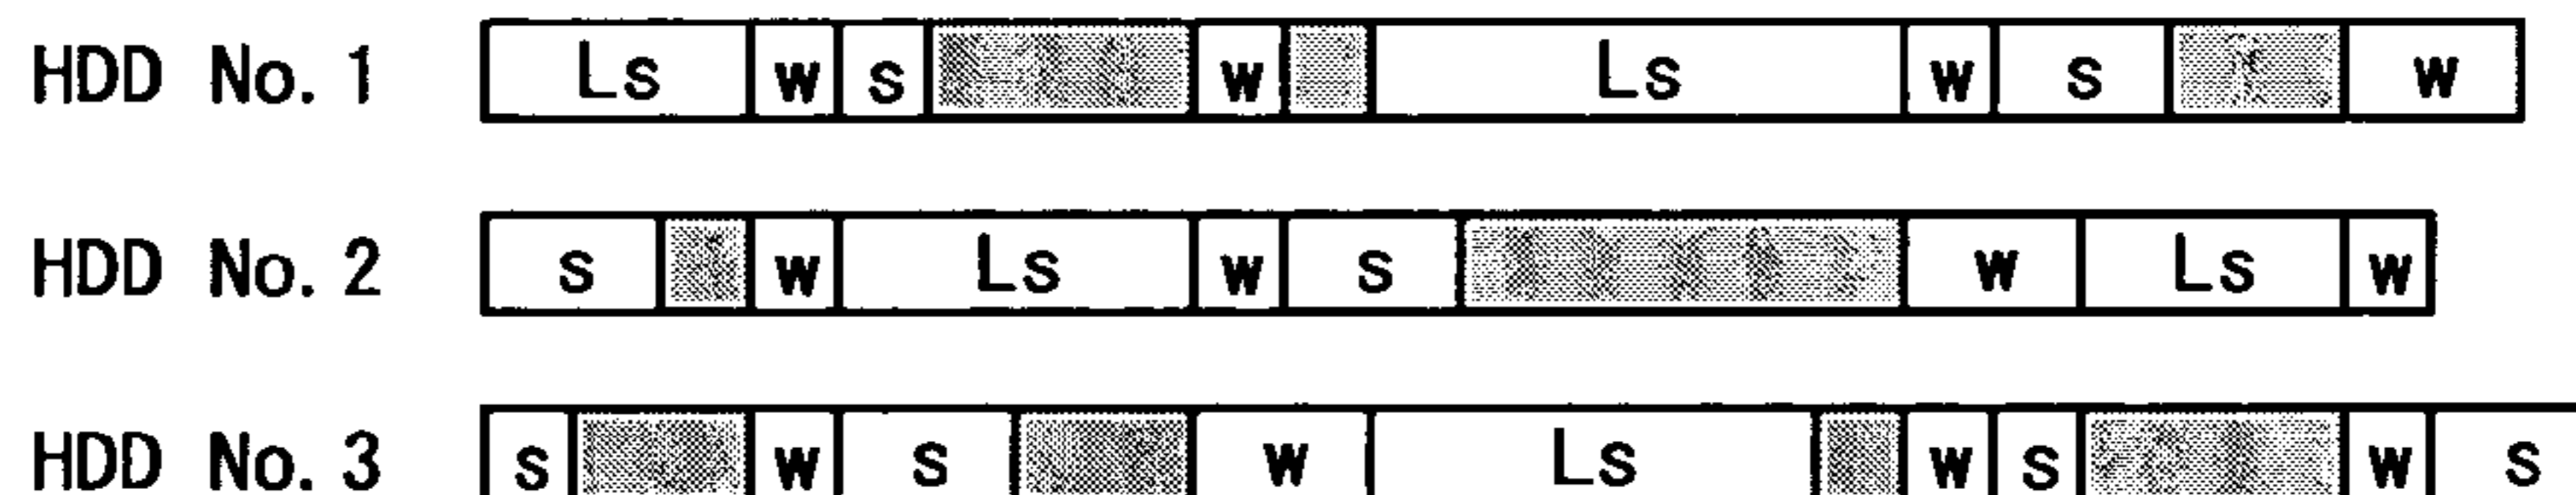 HDD No. 1 Ls w s w Ls w s w
HDD No. 2 s w Ls w s w Ls w
HDD No. 3 s w s w Ls w s w s